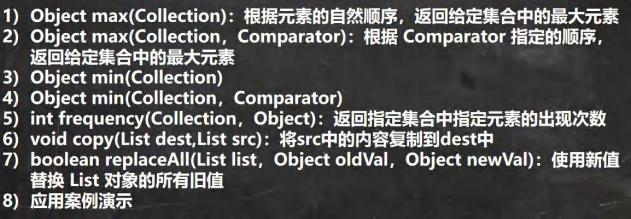 1) Object max(Collection)：根据元素的自然顺序，返回给定集合中的最大元素
2) Object max(Collection，Comparator)：根据 Comparator 指定的顺序，
返回给定集合中的最大元素
3) Object min(Collection)
4) Object min(Collection，Comparator)
5) int frequency(Collection，Object)：返回指定集合中指定元素的出现次数
6) void copy(List dest,List src)：将src中的内容复制到dest中
7) boolean replaceAll(List list，Object oldVal，Object newVal)：使用新值
替换 List 对象的所有旧值
8) 应用案例演示